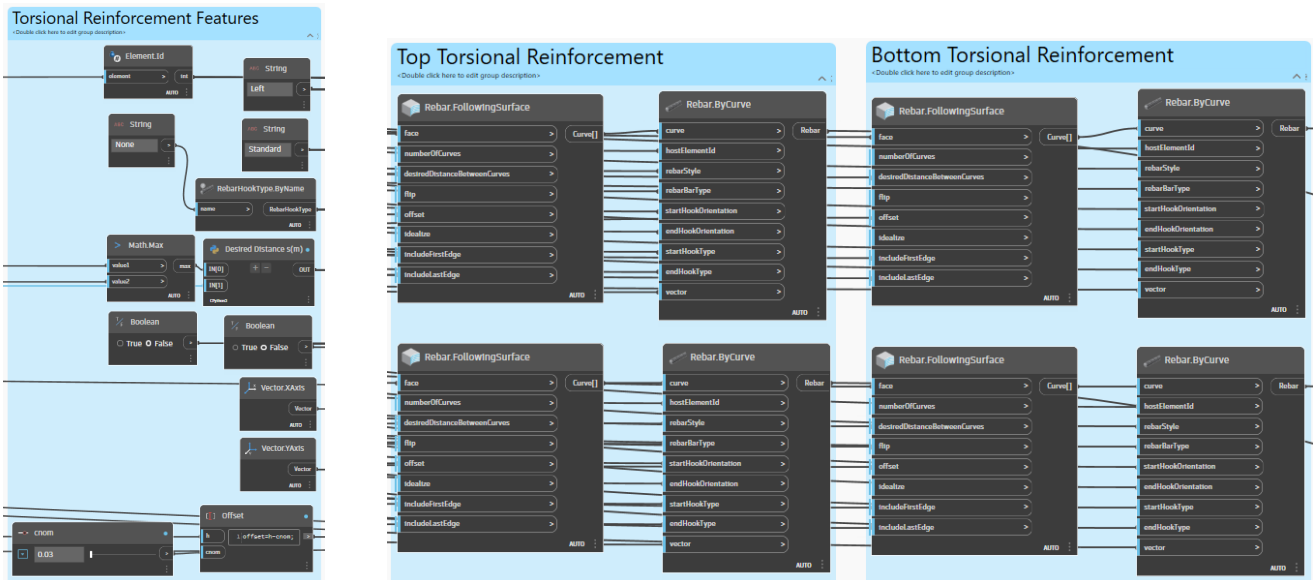 Torsional Reinforcement Features
<Double click here to edit group description>
Element.Id
element > int
AUTO
String
Left >
String
None >
String
Standard >
RebarHookType.ByName
name > RebarHookType
AUTO
Math.Max
value1 > max
value2 >
AUTO
Desired Distance s(m)
IN[0] + - OUT
IN[1]
CPython3
Boolean
True False >
Boolean
True False >
Vector.XAxis
Vector
AUTO
Vector.YAxis
Vector
AUTO
cnom
0.03 >
Offset
h 1 offset=h-cnom; >
cnom
Top Torsional Reinforcement
<Double click here to edit group description>
Rebar.FollowingSurface
face > Curve[]
numberOfCurves >
desiredDistanceBetweenCurves >
flip >
offset >
idealize >
includeFirstEdge >
includeLastEdge >
AUTO
Rebar.ByCurve
curve > Rebar
hostElementId >
rebarStyle >
rebarBarType >
startHookOrientation >
endHookOrientation >
startHookType >
endHookType >
vector >
AUTO
Rebar.FollowingSurface
face > Curve[]
numberOfCurves >
desiredDistanceBetweenCurves >
flip >
offset >
idealize >
includeFirstEdge >
includeLastEdge >
AUTO
Rebar.ByCurve
curve > Rebar
hostElementId >
rebarStyle >
rebarBarType >
startHookOrientation >
endHookOrientation >
startHookType >
endHookType >
vector >
AUTO
Bottom Torsional Reinforcement
<Double click here to edit group description>
Rebar.FollowingSurface
face > Curve[]
numberOfCurves >
desiredDistanceBetweenCurves >
flip >
offset >
idealize >
includeFirstEdge >
includeLastEdge >
AUTO
Rebar.ByCurve
curve > Rebar
hostElementId >
rebarStyle >
rebarBarType >
startHookOrientation >
endHookOrientation >
startHookType >
endHookType >
vector >
AUTO
Rebar.FollowingSurface
face > Curve[]
numberOfCurves >
desiredDistanceBetweenCurves >
flip >
offset >
idealize >
includeFirstEdge >
includeLastEdge >
AUTO
Rebar.ByCurve
curve > Rebar
hostElementId >
rebarStyle >
rebarBarType >
startHookOrientation >
endHookOrientation >
startHookType >
endHookType >
vector >
AUTO